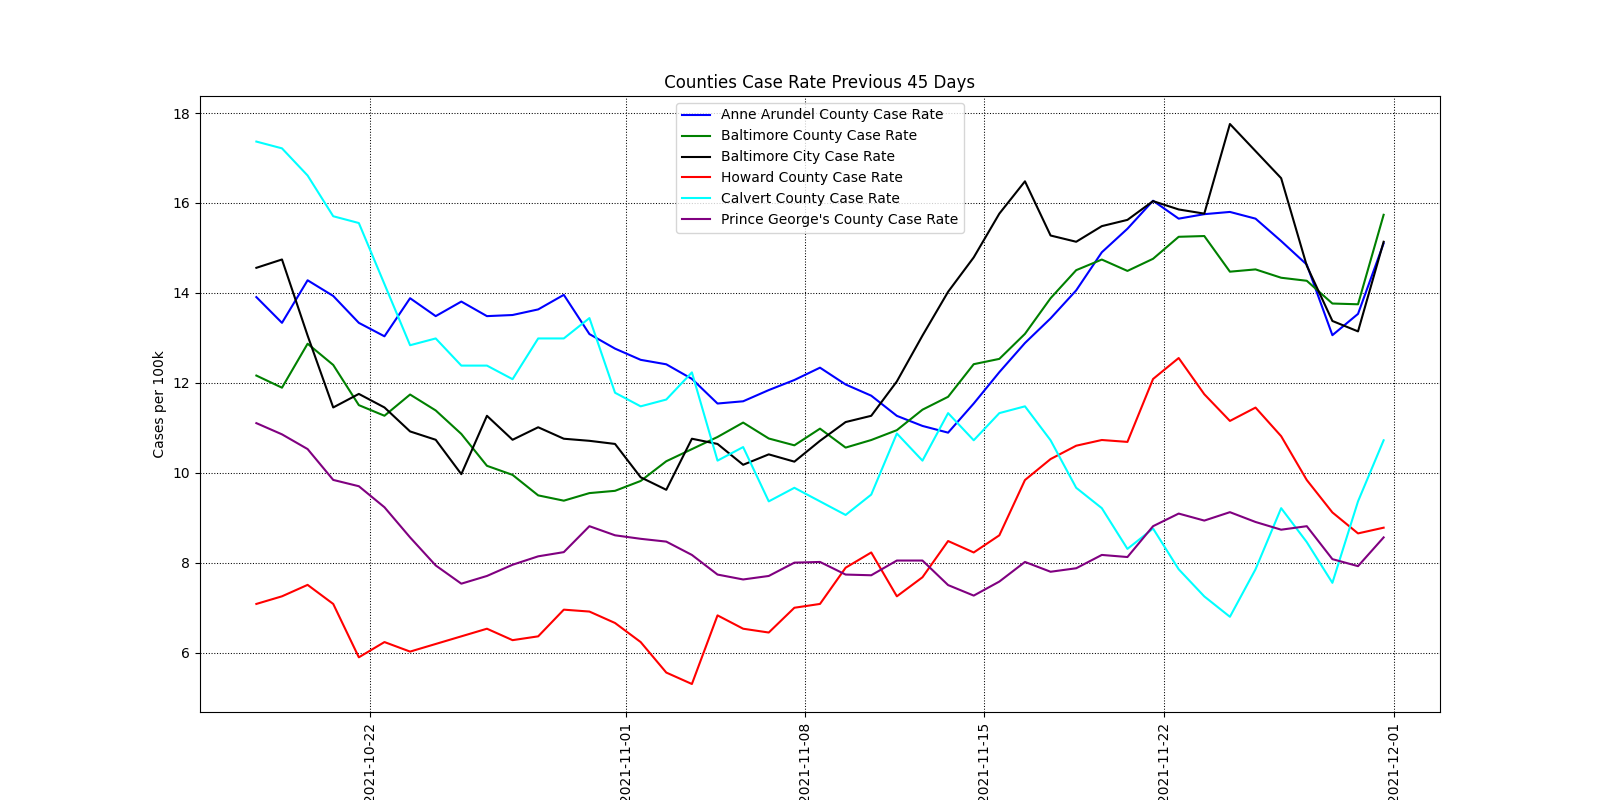 Counties Case Rate Previous 45 Days
18
16
14
12
10
8
6
Cases per 100k
Anne Arundel County Case Rate
Baltimore County Case Rate
Baltimore City Case Rate
Howard County Case Rate
Calvert County Case Rate
Prince George's County Case Rate
2021-10-22
2021-11-01
2021-11-08
2021-11-15
2021-11-22
2021-12-01